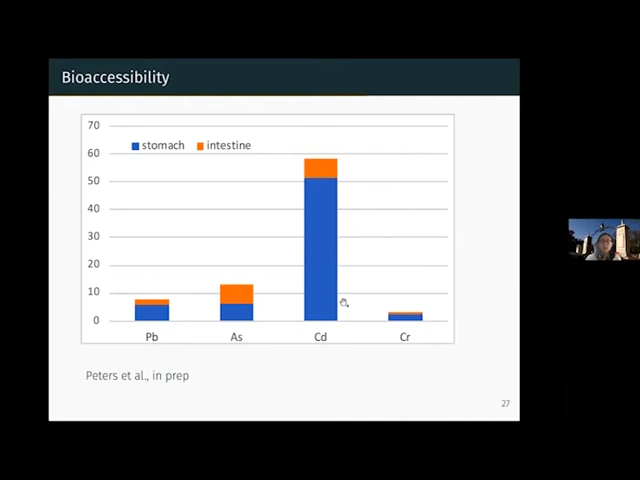 Bioaccessibility
70
stomach intestine
60
50
40
30
20
10
0
Pb As Cd Cr
Peters et al., in prep
27